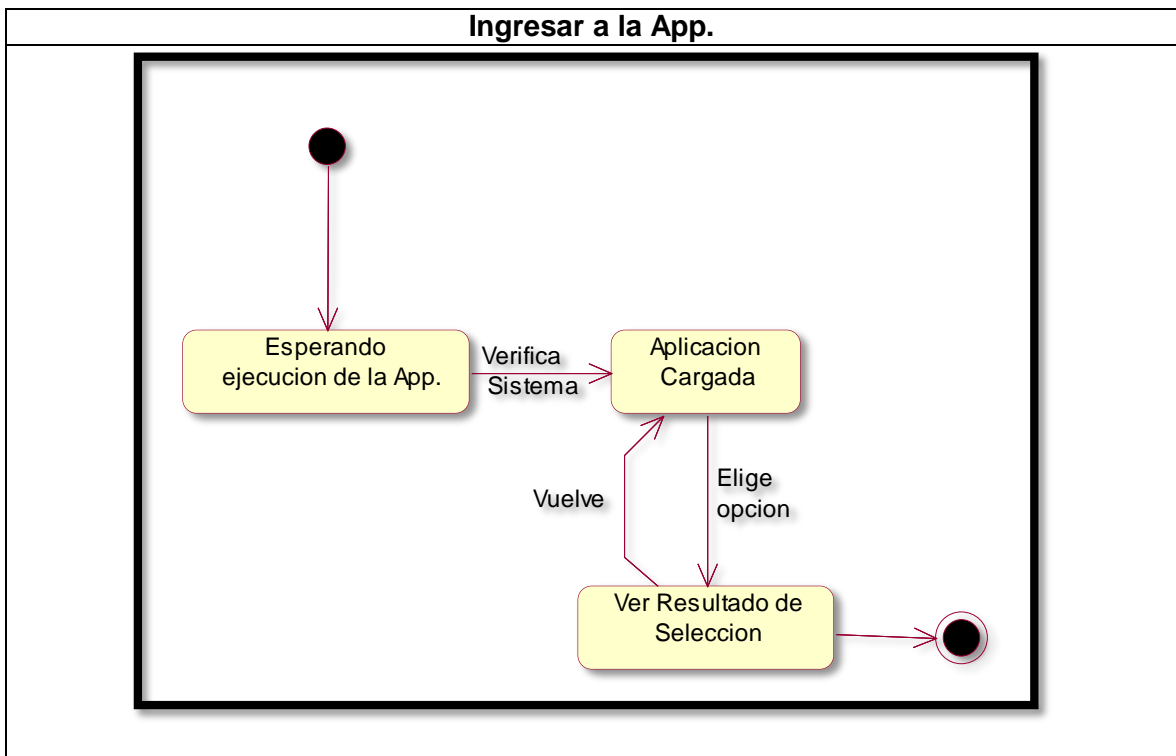 Ingresar a la App.
Esperando
ejecucion de la App.
Verifica
Sistema
Aplicacion
Cargada
Vuelve
Elige
opcion
Ver Resultado de
Seleccion